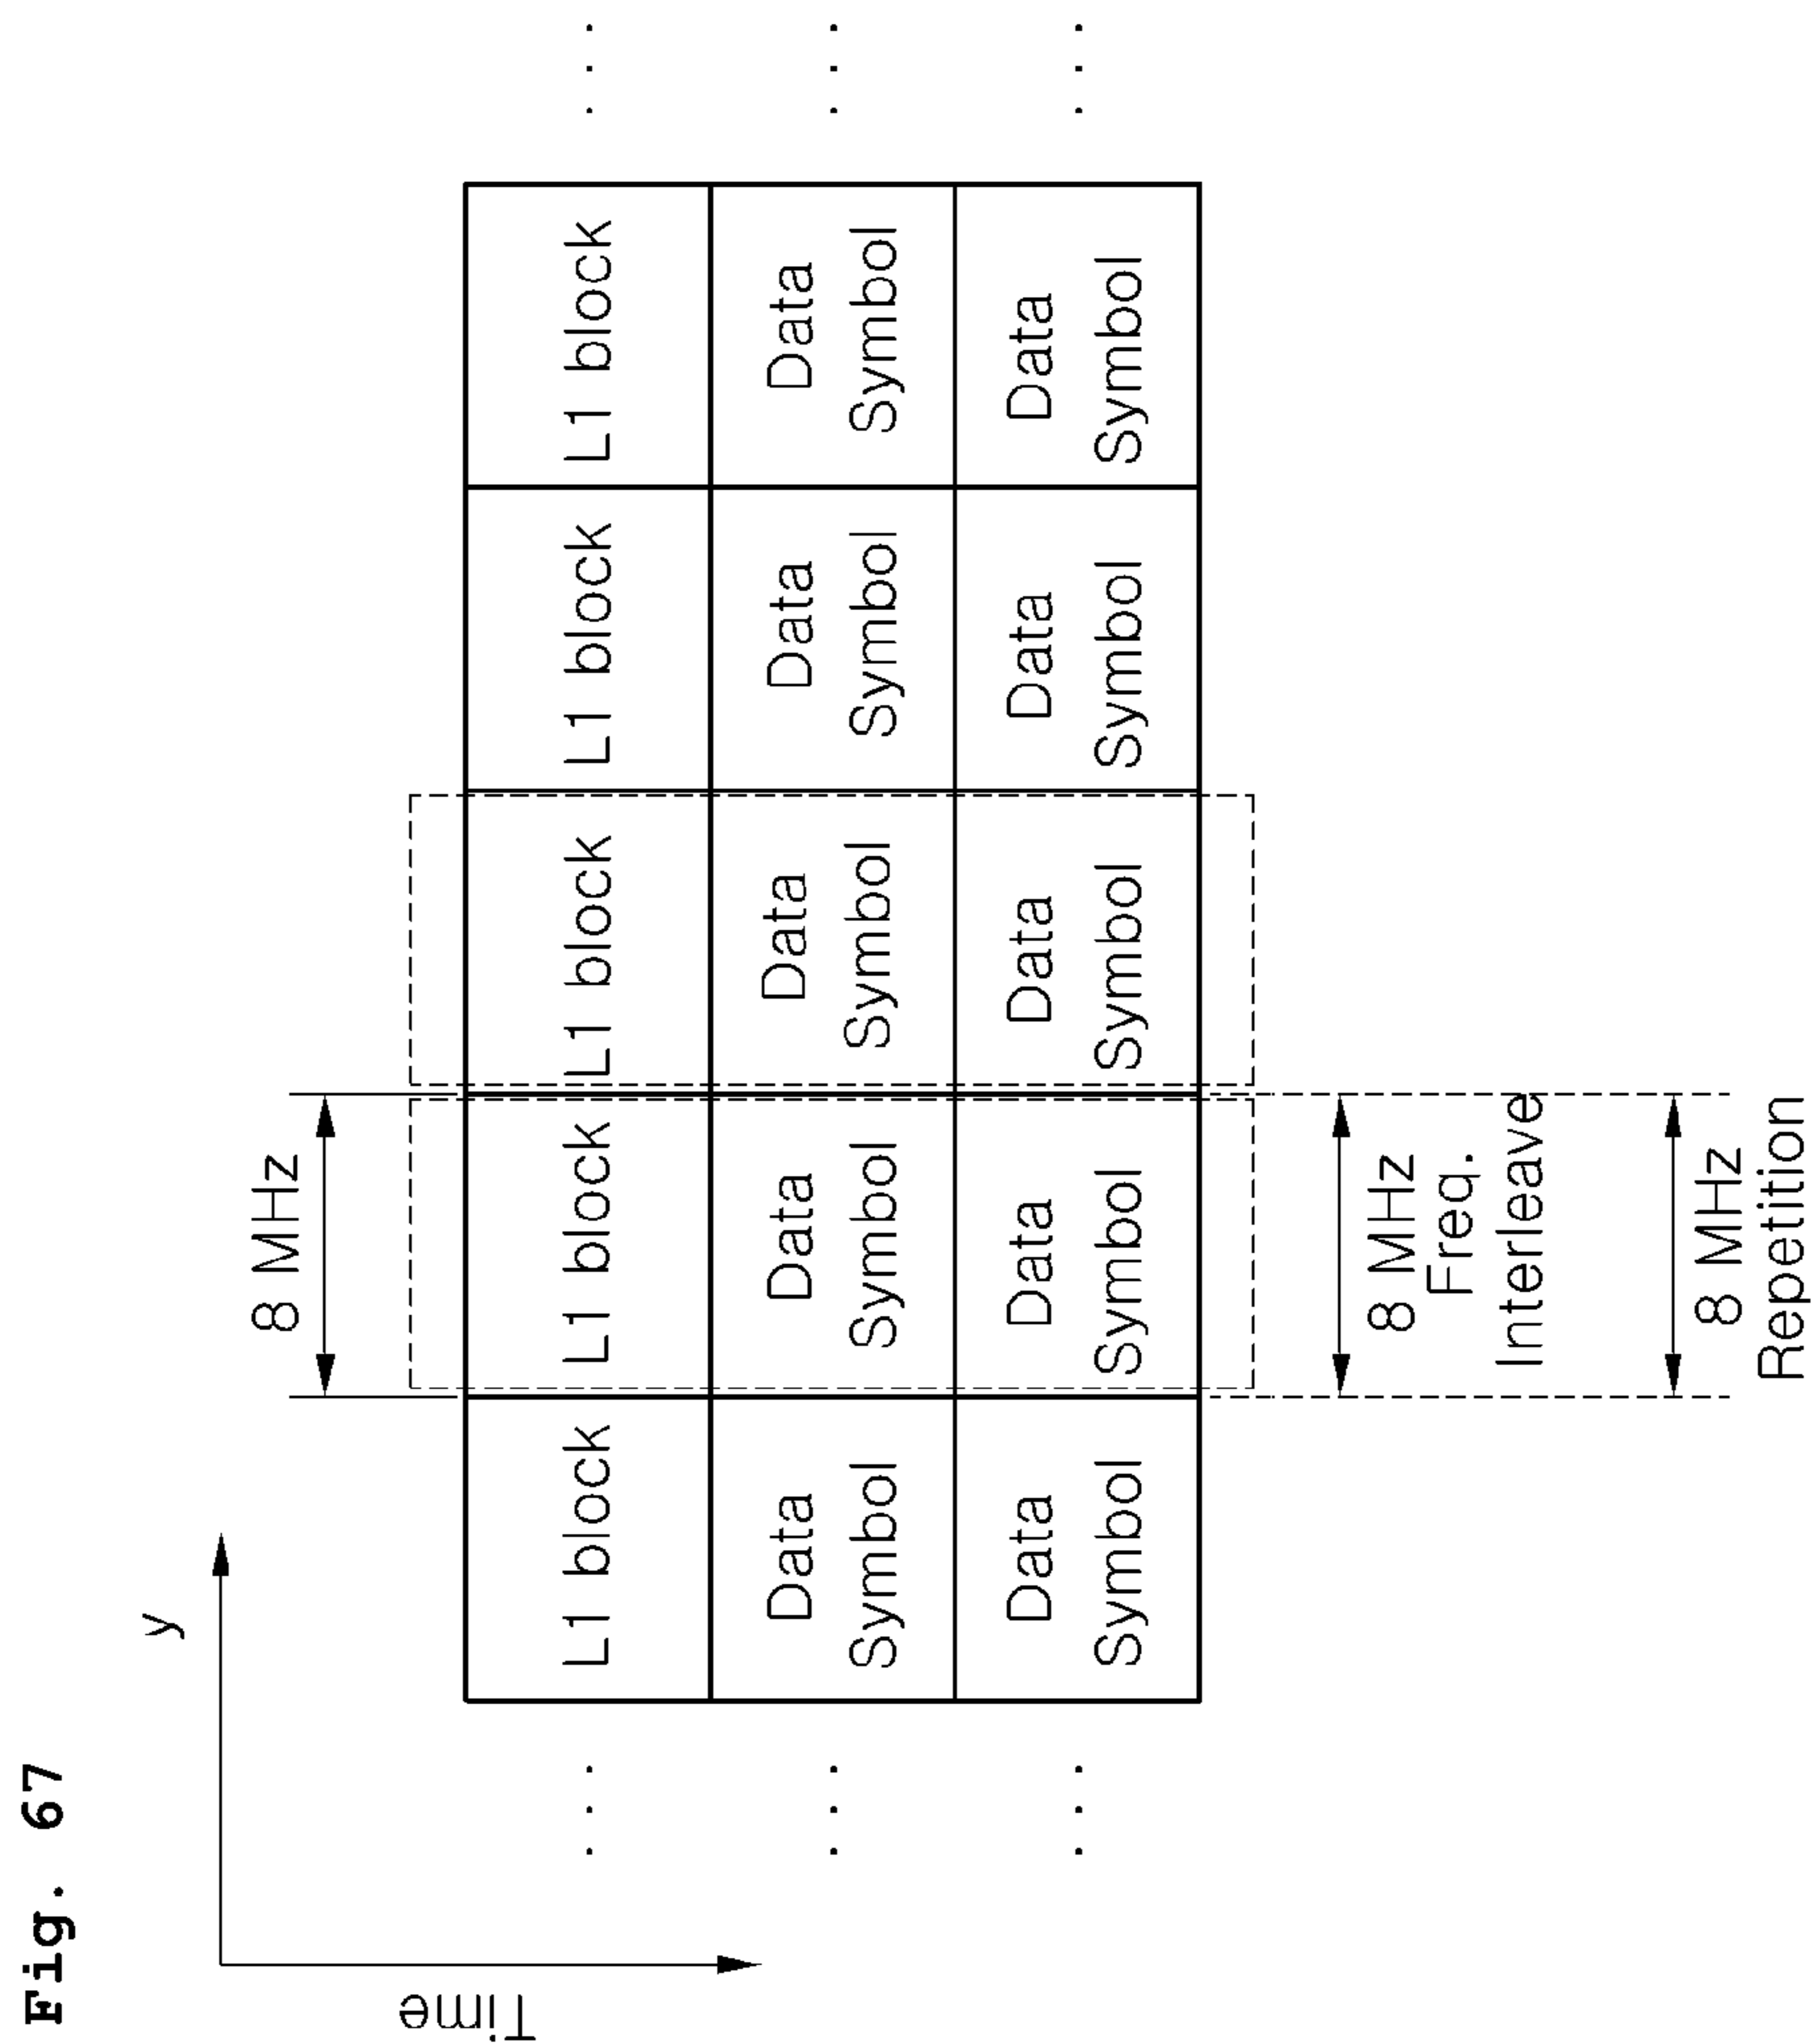 Fig. 67
y
Time
8 MHz
L1 block L1 block L1 block L1 block L1 block
Data Data Data Data Data
Symbol Symbol Symbol Symbol Symbol
Data Data Data Data Data
Symbol Symbol Symbol Symbol Symbol
8 MHz
Freq.
Interleave
8 MHz
Repetition